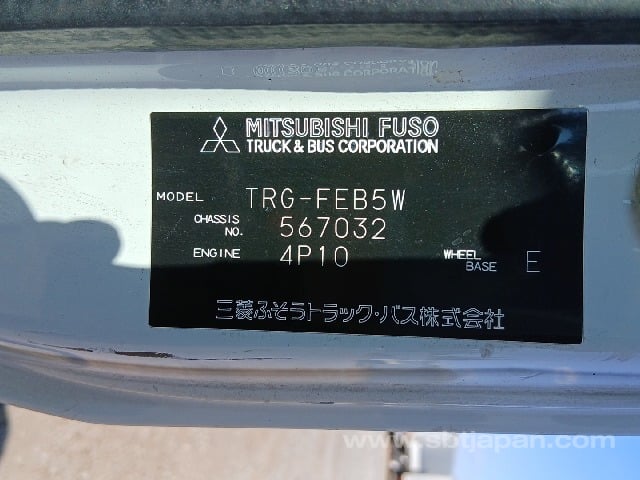 MITSUBISHI FUSO
TRUCK & BUS CORPORATION
MODEL TRG-FEB5W
CHASSIS NO. 567032
ENGINE 4P10 WHEEL BASE E
三菱ふそうトラック・バス株式会社
www.sbtjapan.com